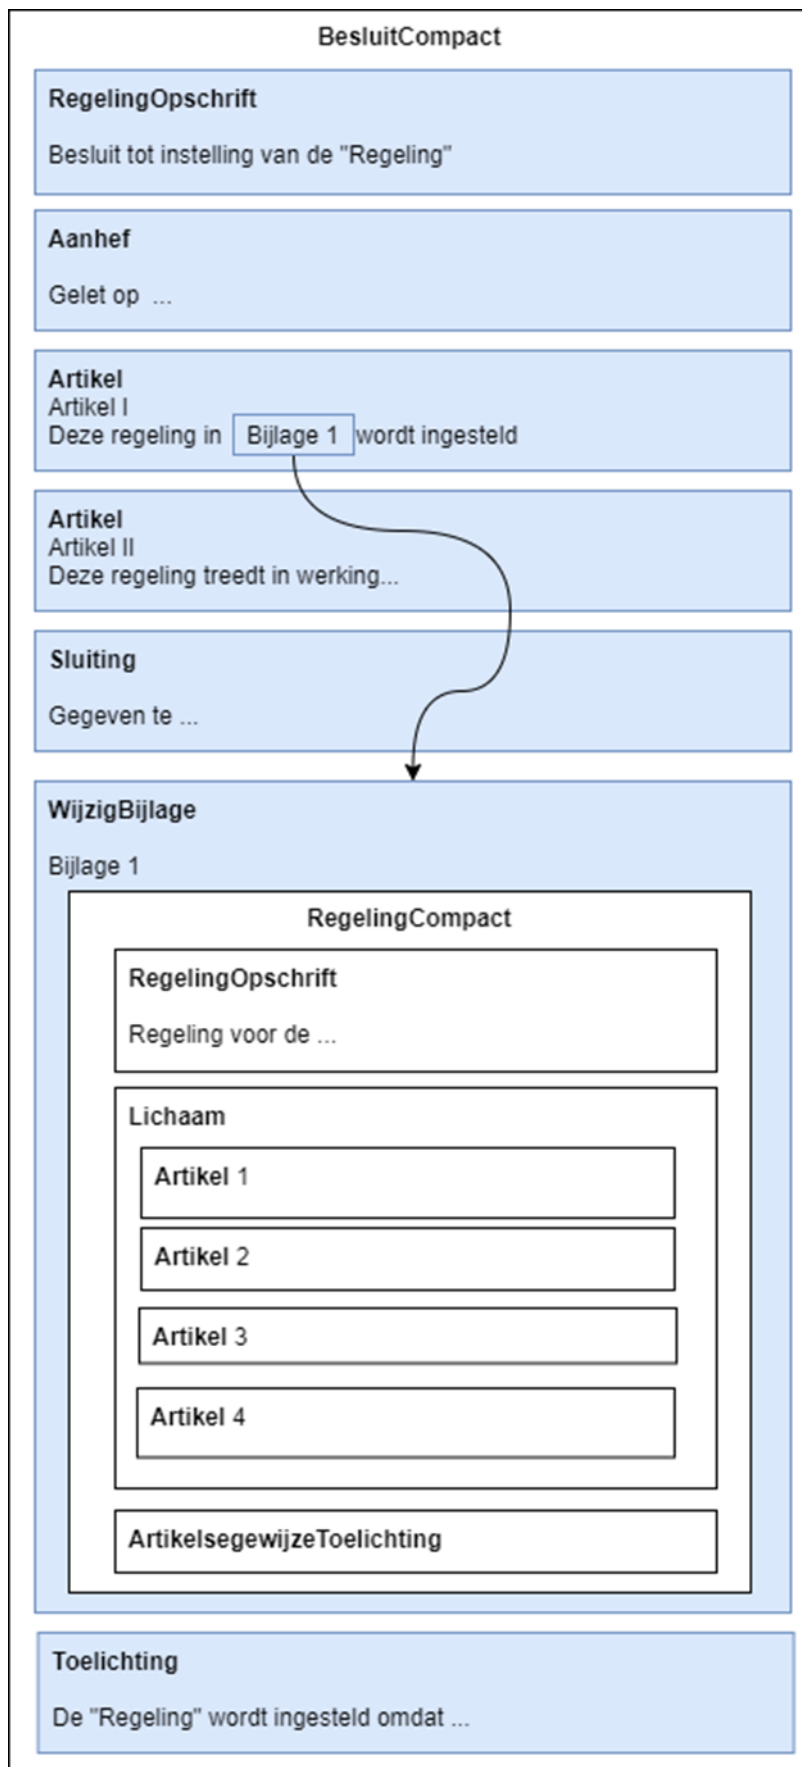 BesluitCompact
RegelingOpschrift
Besluit tot instelling van de "Regeling"
Aanhef
Gelet op ...
Artikel
Artikel I
Deze regeling in Bijlage 1 wordt ingesteld
Artikel
Artikel II
Deze regeling treedt in werking...
Sluiting
Gegeven te ...
WijzigBijlage
Bijlage 1
RegelingCompact
RegelingOpschrift
Regeling voor de ...
Lichaam
Artikel 1
Artikel 2
Artikel 3
Artikel 4
ArtikelsegewijzeToelichting
Toelichting
De "Regeling" wordt ingesteld omdat ...